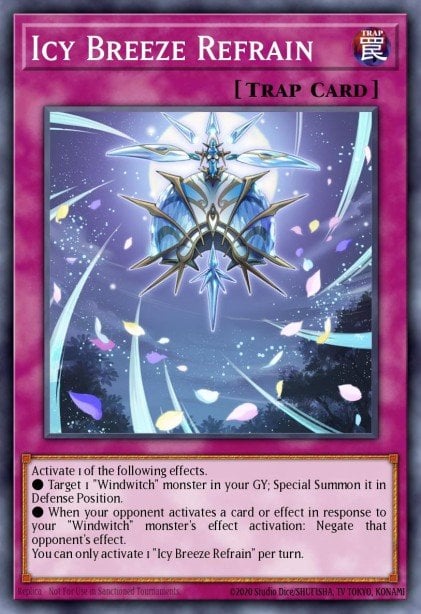 Icy Breeze Refrain
TRAP
罠
[Trap Card]
Activate 1 of the following effects.
● Target 1 "Windwitch" monster in your GY; Special Summon it in
Defense Position.
● When your opponent activates a card or effect in response to
your "Windwitch" monster's effect activation: Negate that
opponent's effect.
You can only activate 1 "Icy Breeze Refrain" per turn.
Replica - Not For Use in Sanctioned Tournaments
©2020 Studio Dice/SHUEISHA, TV TOKYO, KONAMI